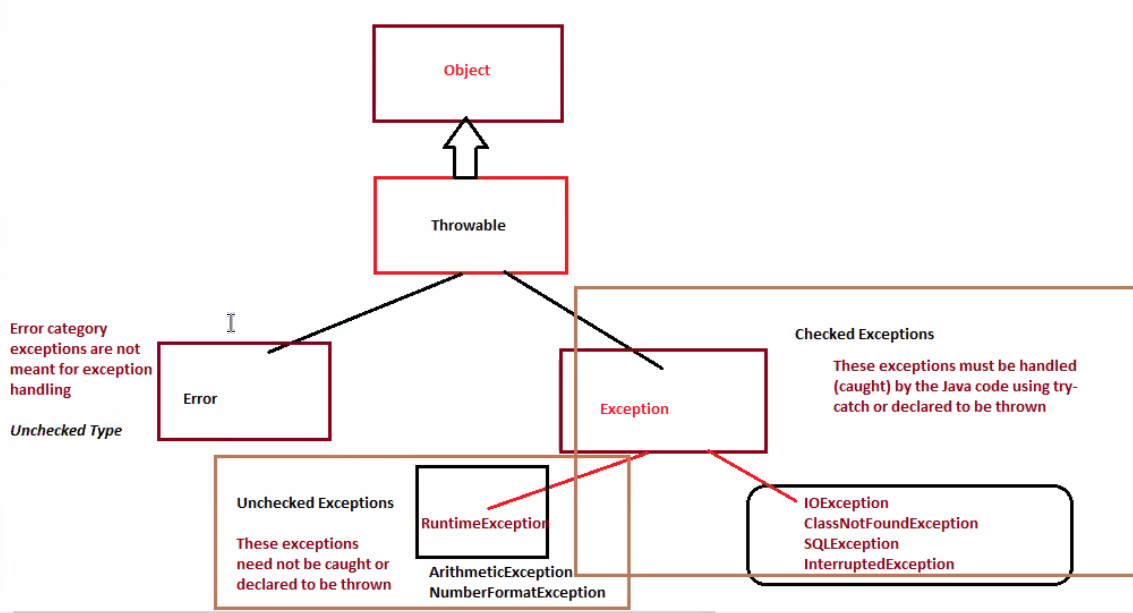 Object
Throwable
Error category
exceptions are not
meant for exception
handling
Unchecked Type
Error
Exception
Checked Exceptions
These exceptions must be handled
(caught) by the Java code using try-
catch or declared to be thrown
Unchecked Exceptions
These exceptions
need not be caught or
declared to be thrown
RuntimeException
ArithmeticException
NumberFormatException
IOException
ClassNotFoundException
SQLException
InterruptedException